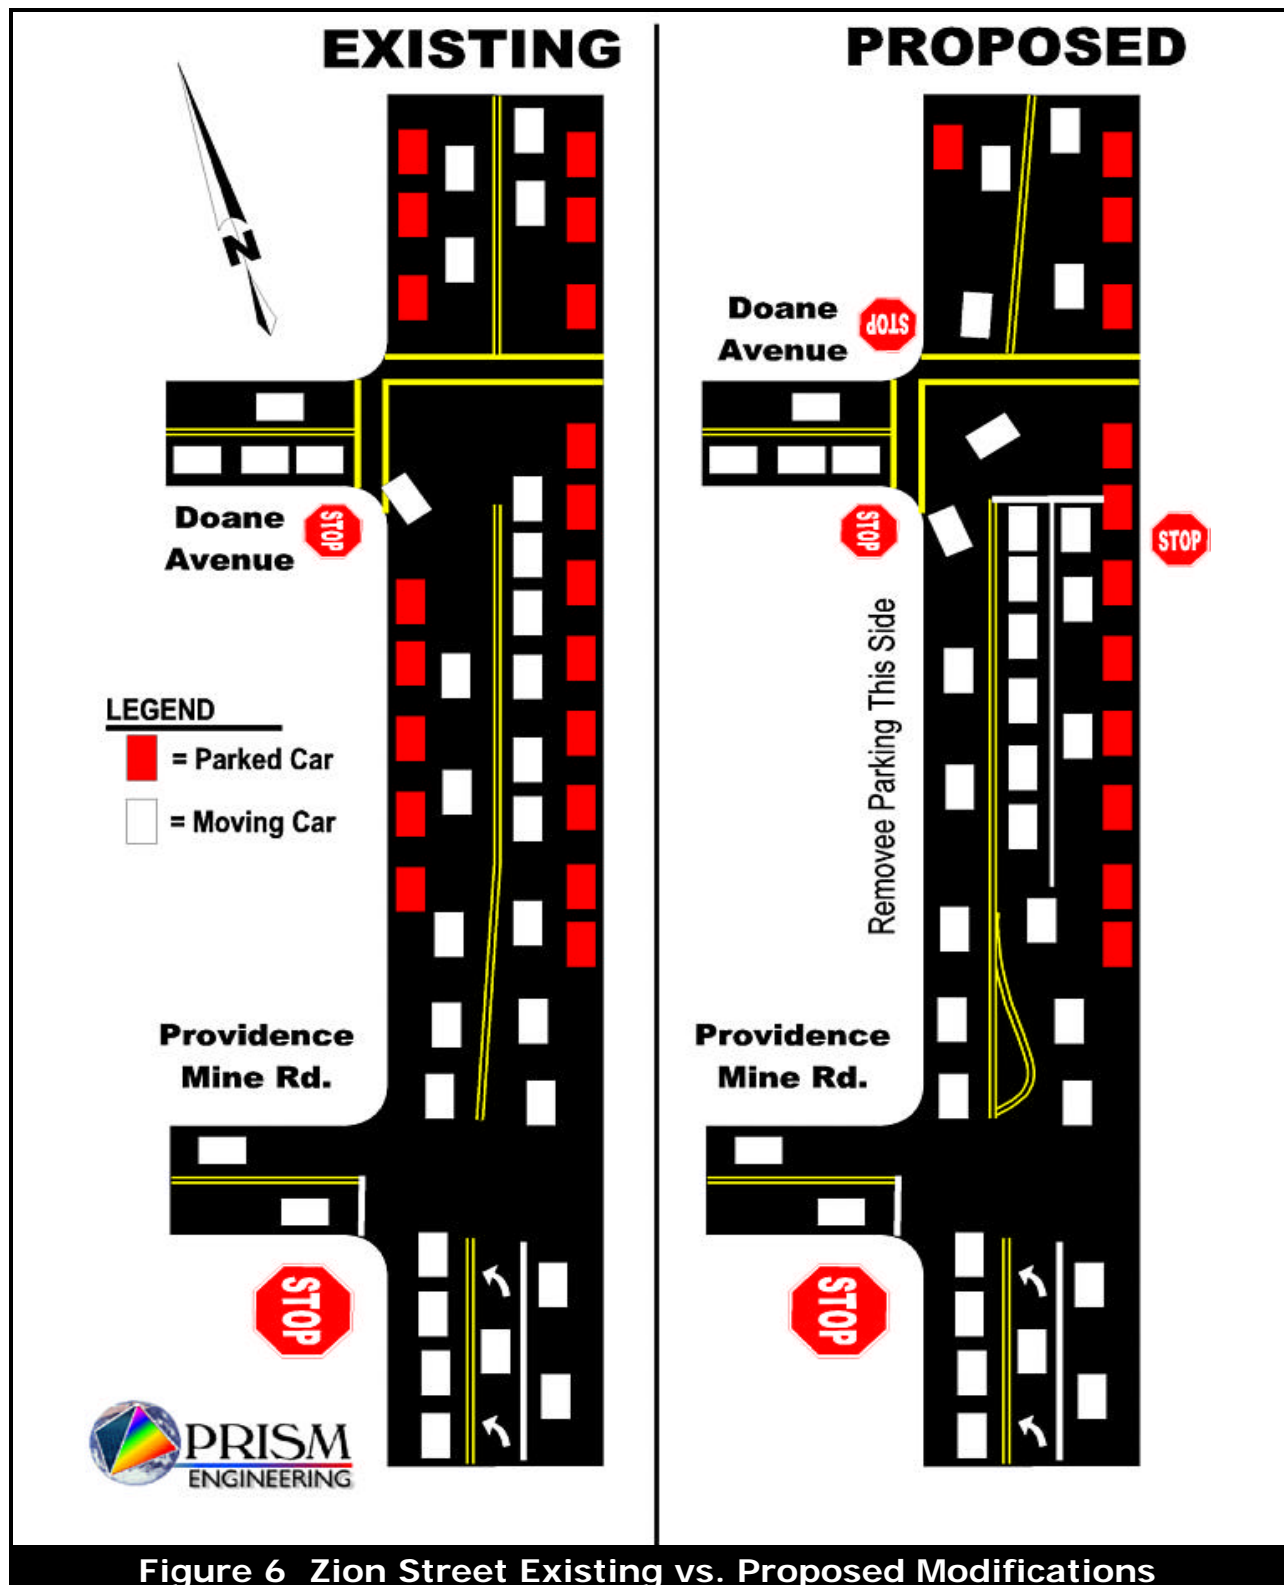 EXISTING
PROPOSED
N
Doane
Avenue
STOP
Doane
Avenue
STOP
STOP
STOP
Removee Parking This Side
LEGEND
= Parked Car
= Moving Car
Providence
Mine Rd.
Providence
Mine Rd.
STOP
STOP
PRISM
ENGINEERING
Figure 6 Zion Street Existing vs. Proposed Modifications